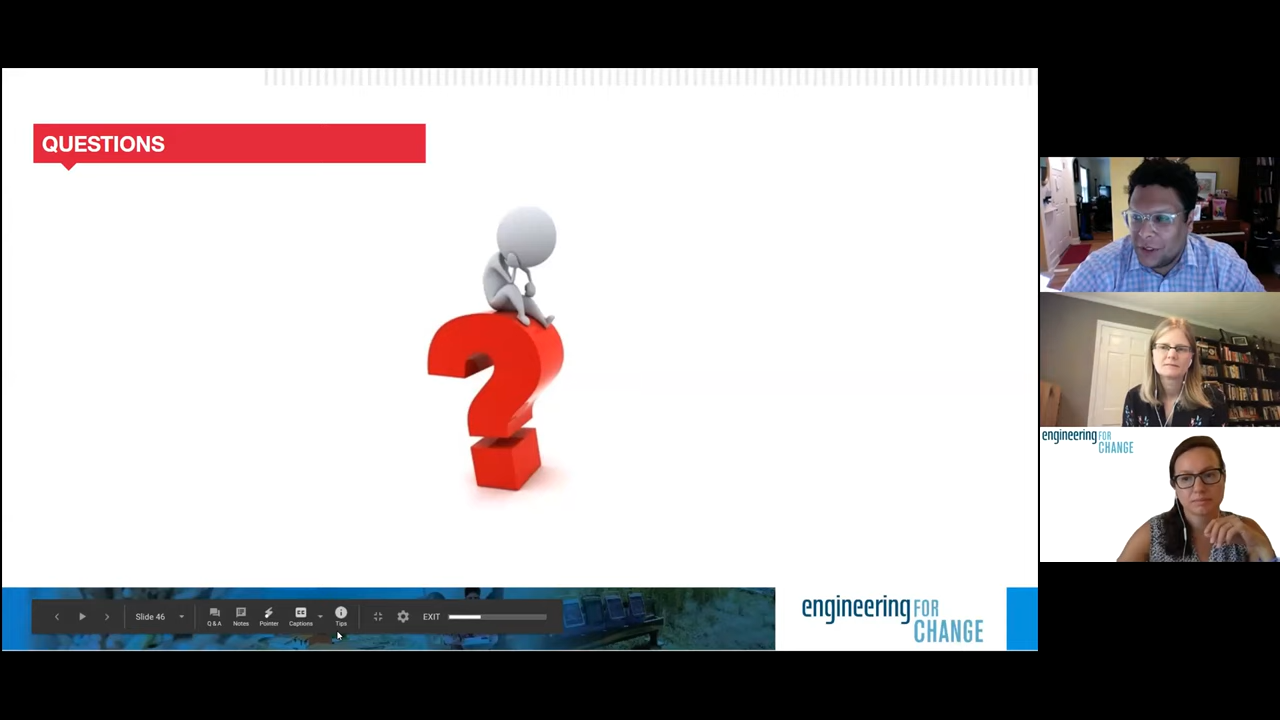 QUESTIONS
Slide 46
Q & A
Notes
Pointer
Captions
Tips
EXIT
engineering FOR
CHANGE
engineering FOR
CHANGE